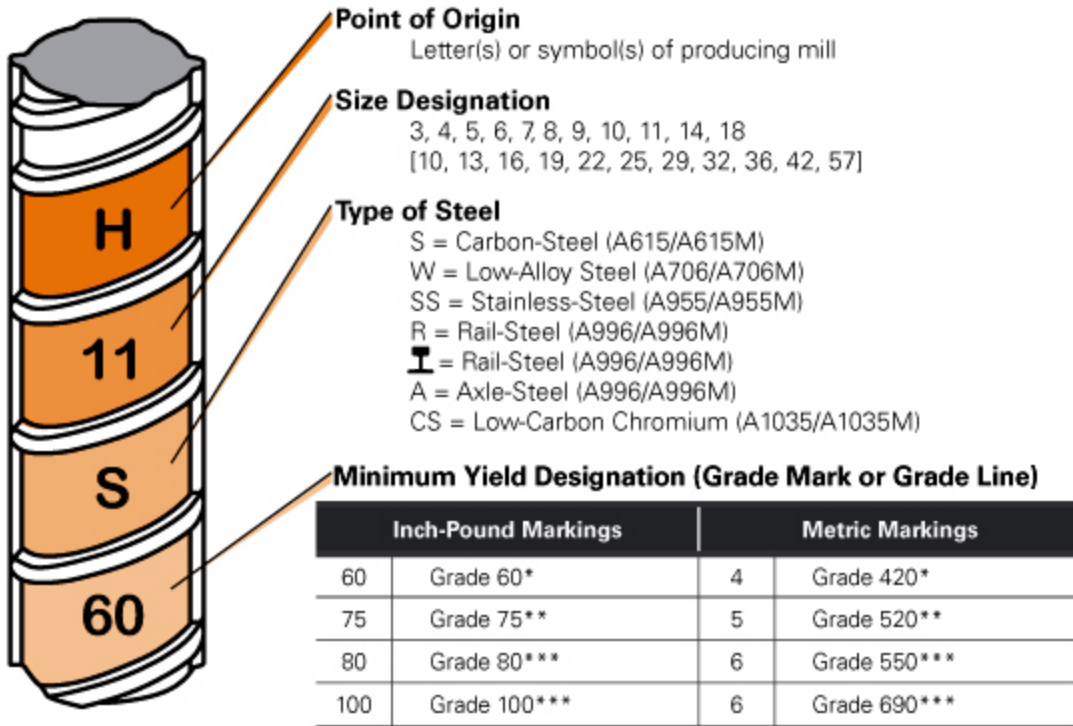 Point of Origin
Letter(s) or symbol(s) of producing mill
Size Designation
3, 4, 5, 6, 7, 8, 9, 10, 11, 14, 18
[10, 13, 16, 19, 22, 25, 29, 32, 36, 42, 57]
Type of Steel
S = Carbon-Steel (A615/A615M)
W = Low-Alloy Steel (A706/A706M)
SS = Stainless-Steel (A955/A955M)
R = Rail-Steel (A996/A996M)
= Rail-Steel (A996/A996M)
A = Axle-Steel (A996/A996M)
CS = Low-Carbon Chromium (A1035/A1035M)
Minimum Yield Designation (Grade Mark or Grade Line)
Inch-Pound Markings Metric Markings
60 Grade 60* 4 Grade 420*
75 Grade 75** 5 Grade 520**
80 Grade 80*** 6 Grade 550***
100 Grade 100*** 6 Grade 690***
H
11
S
60